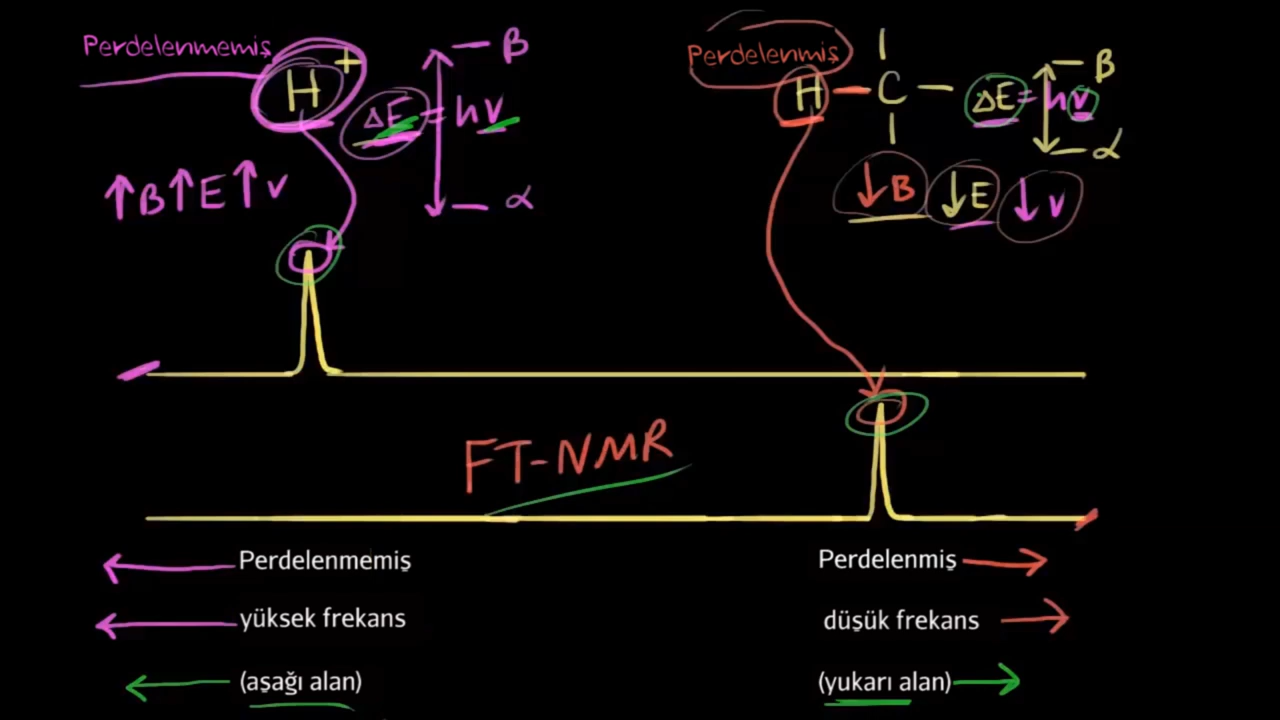 Perdelenmemiş
H+
ΔE = hν
β
α
↑B ↑E ↑ν
Perdelenmiş
H – C –
ΔE = hν
β
α
↓B ↓E ↓ν
FT-NMR
Perdelenmemiş
Perdelenmiş
yüksek frekans
düşük frekans
(aşağı alan)
(yukarı alan)